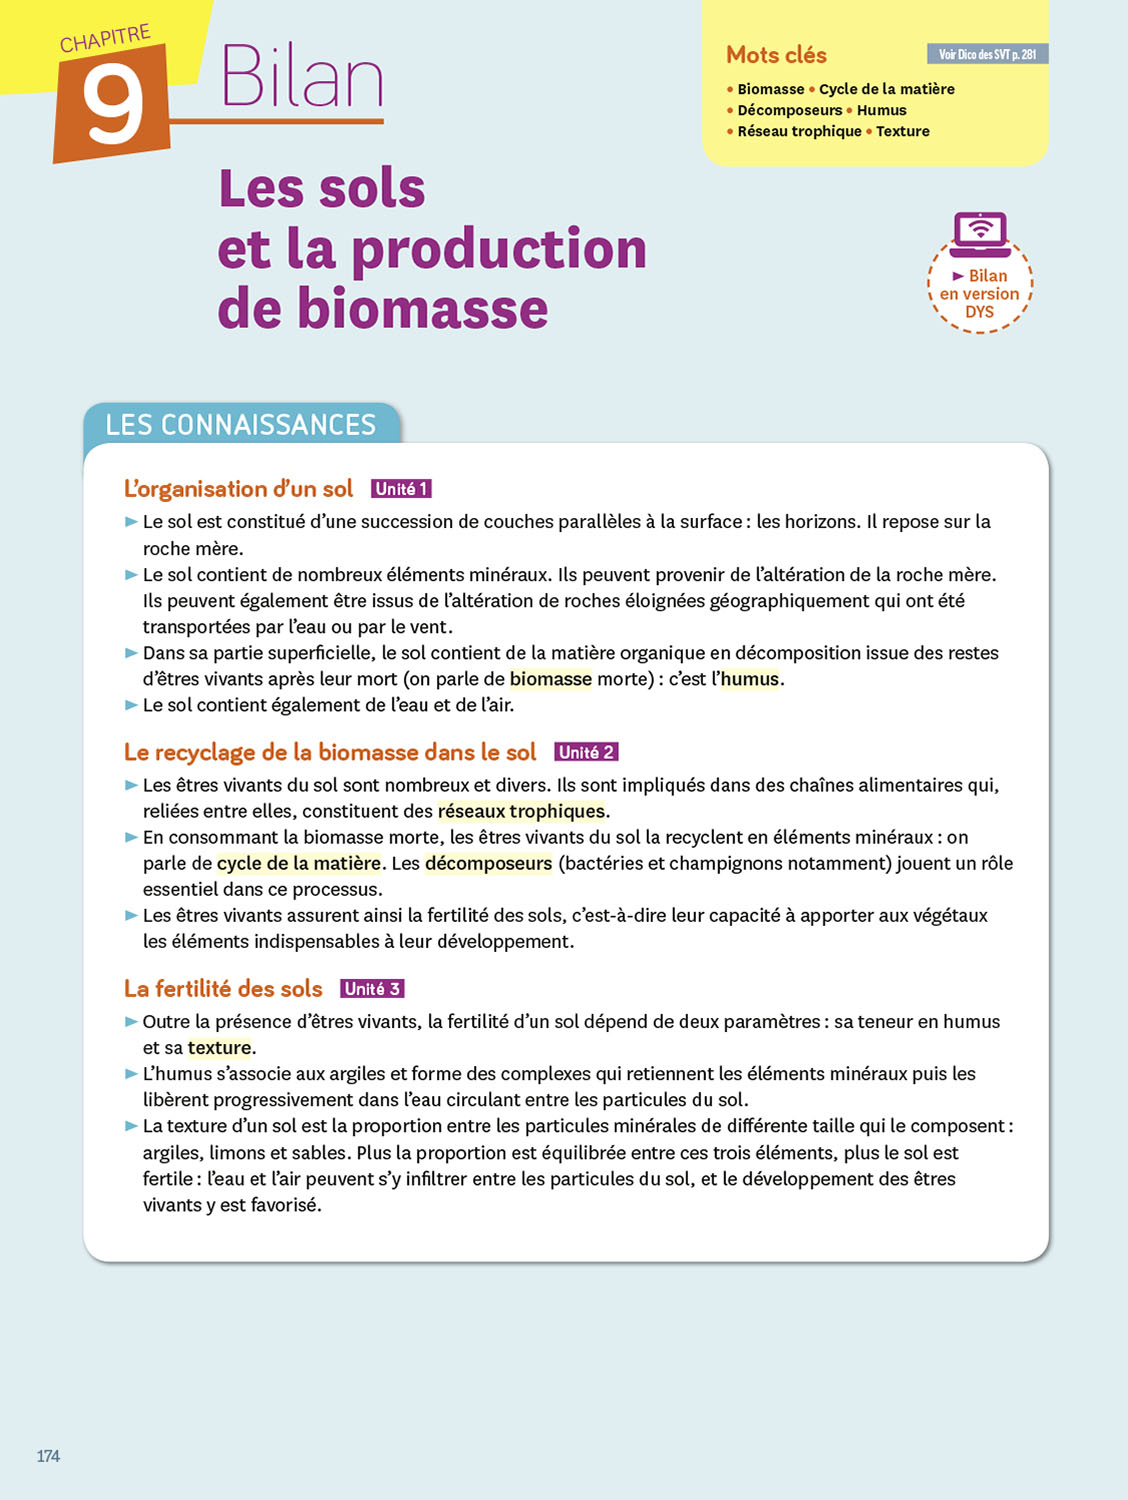 CHAPITRE
9
Bilan
Mots clés
Voir Dico des SVT p. 281
• Biomasse • Cycle de la matière
• Décomposeurs • Humus
• Réseau trophique • Texture
Les sols
et la production
de biomasse
► Bilan
en version
DYS
LES CONNAISSANCES
L’organisation d’un sol Unité 1
► Le sol est constitué d’une succession de couches parallèles à la surface : les horizons. Il repose sur la
roche mère.
► Le sol contient de nombreux éléments minéraux. Ils peuvent provenir de l’altération de la roche mère.
Ils peuvent également être issus de l’altération de roches éloignées géographiquement qui ont été
transportées par l’eau ou par le vent.
► Dans sa partie superficielle, le sol contient de la matière organique en décomposition issue des restes
d’êtres vivants après leur mort (on parle de biomasse morte) : c’est l’humus.
► Le sol contient également de l’eau et de l’air.
Le recyclage de la biomasse dans le sol Unité 2
► Les êtres vivants du sol sont nombreux et divers. Ils sont impliqués dans des chaînes alimentaires qui,
reliées entre elles, constituent des réseaux trophiques.
► En consommant la biomasse morte, les êtres vivants du sol la recyclent en éléments minéraux : on
parle de cycle de la matière. Les décomposeurs (bactéries et champignons notamment) jouent un rôle
essentiel dans ce processus.
► Les êtres vivants assurent ainsi la fertilité des sols, c’est-à-dire leur capacité à apporter aux végétaux
les éléments indispensables à leur développement.
La fertilité des sols Unité 3
► Outre la présence d’êtres vivants, la fertilité d’un sol dépend de deux paramètres : sa teneur en humus
et sa texture.
► L’humus s’associe aux argiles et forme des complexes qui retiennent les éléments minéraux puis les
libèrent progressivement dans l’eau circulant entre les particules du sol.
► La texture d’un sol est la proportion entre les particules minérales de différente taille qui le composent :
argiles, limons et sables. Plus la proportion est équilibrée entre ces trois éléments, plus le sol est
fertile : l’eau et l’air peuvent s’y infiltrer entre les particules du sol, et le développement des êtres
vivants y est favorisé.
174